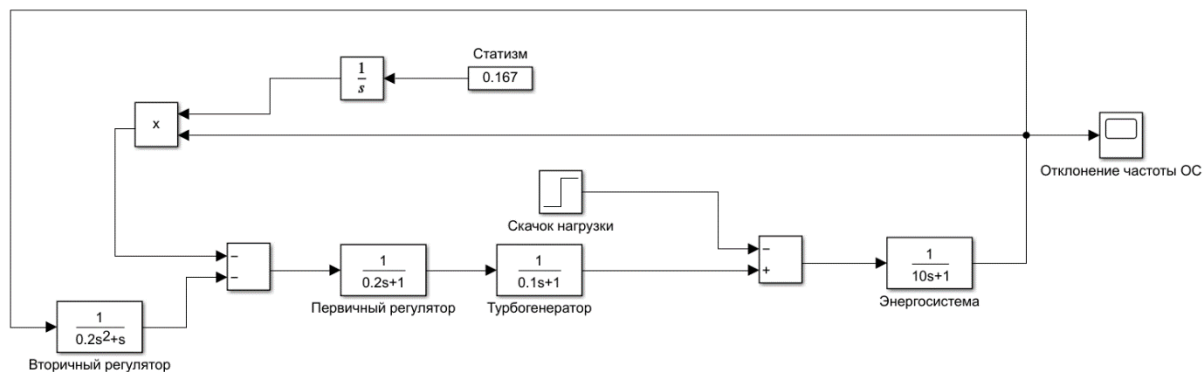 Статизм
1
s
0.167
x
Отклонение частоты ОС
Скачок нагрузки
−
−
1
0.2s+1
Первичный регулятор
1
0.1s+1
Турбогенератор
−
+
1
10s+1
Энергосистема
1
0.2s²+s
Вторичный регулятор